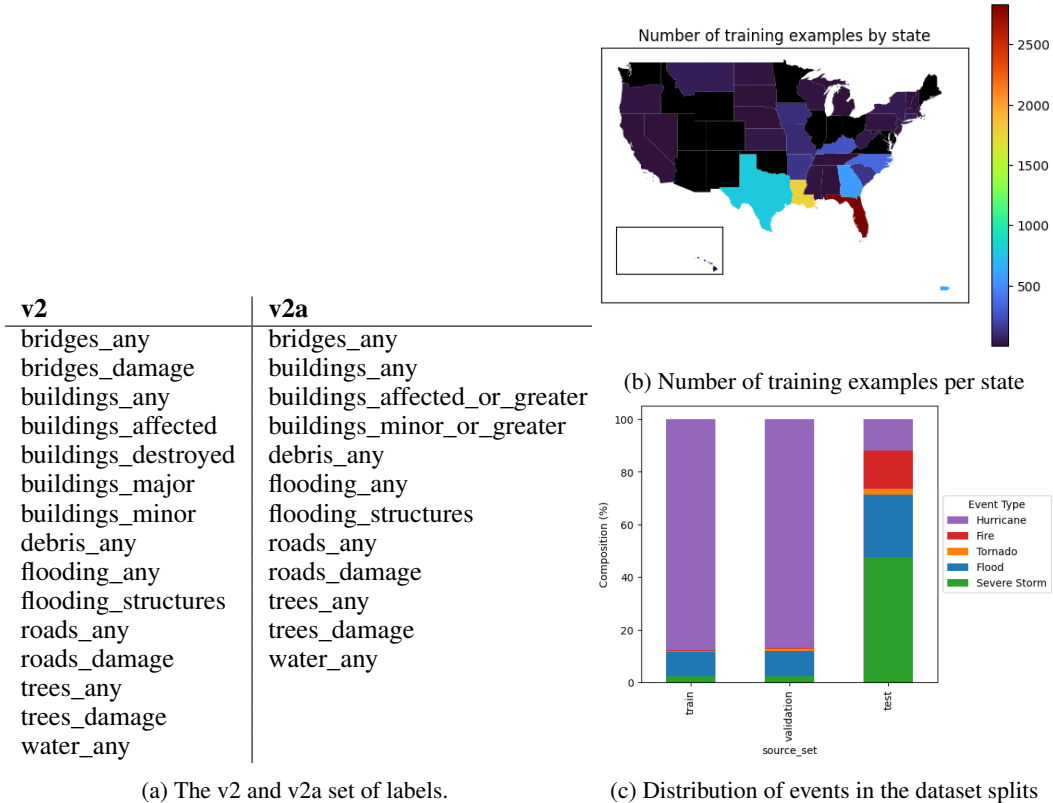 v2 v2a
bridges_any bridges_any
bridges_damage buildings_any
buildings_any buildings_affected_or_greater
buildings_affected buildings_minor_or_greater
buildings_destroyed debris_any
buildings_major flooding_any
buildings_minor flooding_structures
debris_any roads_any
flooding_any roads_damage
flooding_structures trees_any
roads_any trees_damage
roads_damage water_any
trees_any
trees_damage
water_any
(a) The v2 and v2a set of labels.
Number of training examples by state
2500
2000
1500
1000
500
(b) Number of training examples per state
100
80
60
40
20
0
Composition (%)
train
validation
test
source_set
Event Type
Hurricane
Fire
Tornado
Flood
Severe Storm
(c) Distribution of events in the dataset splits